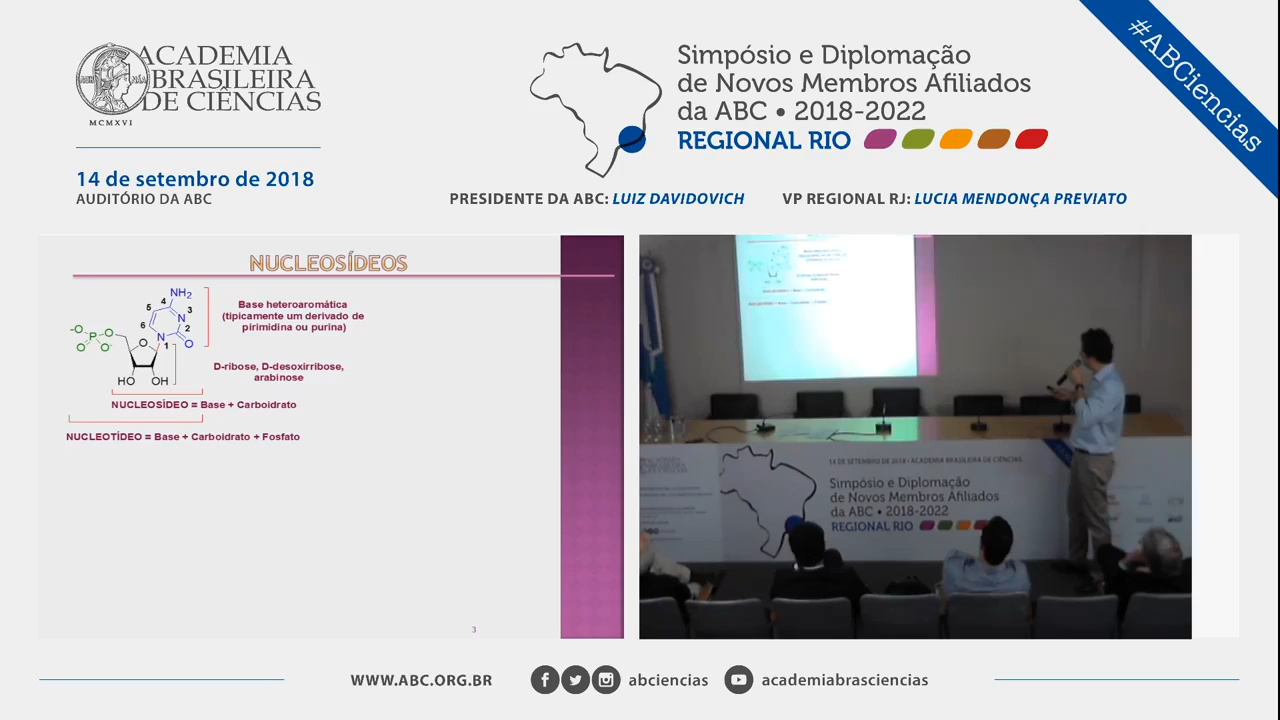 ACADEMIA
BRASILEIRA
DE CIÊNCIAS
MCMXVI
14 de setembro de 2018
AUDITÓRIO DA ABC
Simpósio e Diplomação
de Novos Membros Afiliados
da ABC • 2018-2022
REGIONAL RIO
#ABCiencias
PRESIDENTE DA ABC: LUIZ DAVIDOVICH
VP REGIONAL RJ: LUCIA MENDONÇA PREVIATO
NUCLEOSÍDEOS
NH2
4
5
3
N
6
2
N
1
O
-O
P
O
O
O-
O
HO
OH
Base heteroaromática
(tipicamente um derivado de
pirimidina ou purina)
D-ribose, D-desoxirribose,
arabinose
NUCLEOSÍDEO = Base + Carboidrato
NUCLEOTÍDEO = Base + Carboidrato + Fosfato
3
14 DE SETEMBRO DE 2018 • ACADEMIA BRASILEIRA DE CIÊNCIAS
Simpósio e Diplomação
de Novos Membros Afiliados
da ABC • 2018-2022
REGIONAL RIO
WWW.ABC.ORG.BR
abciencias
academiabrasciencias